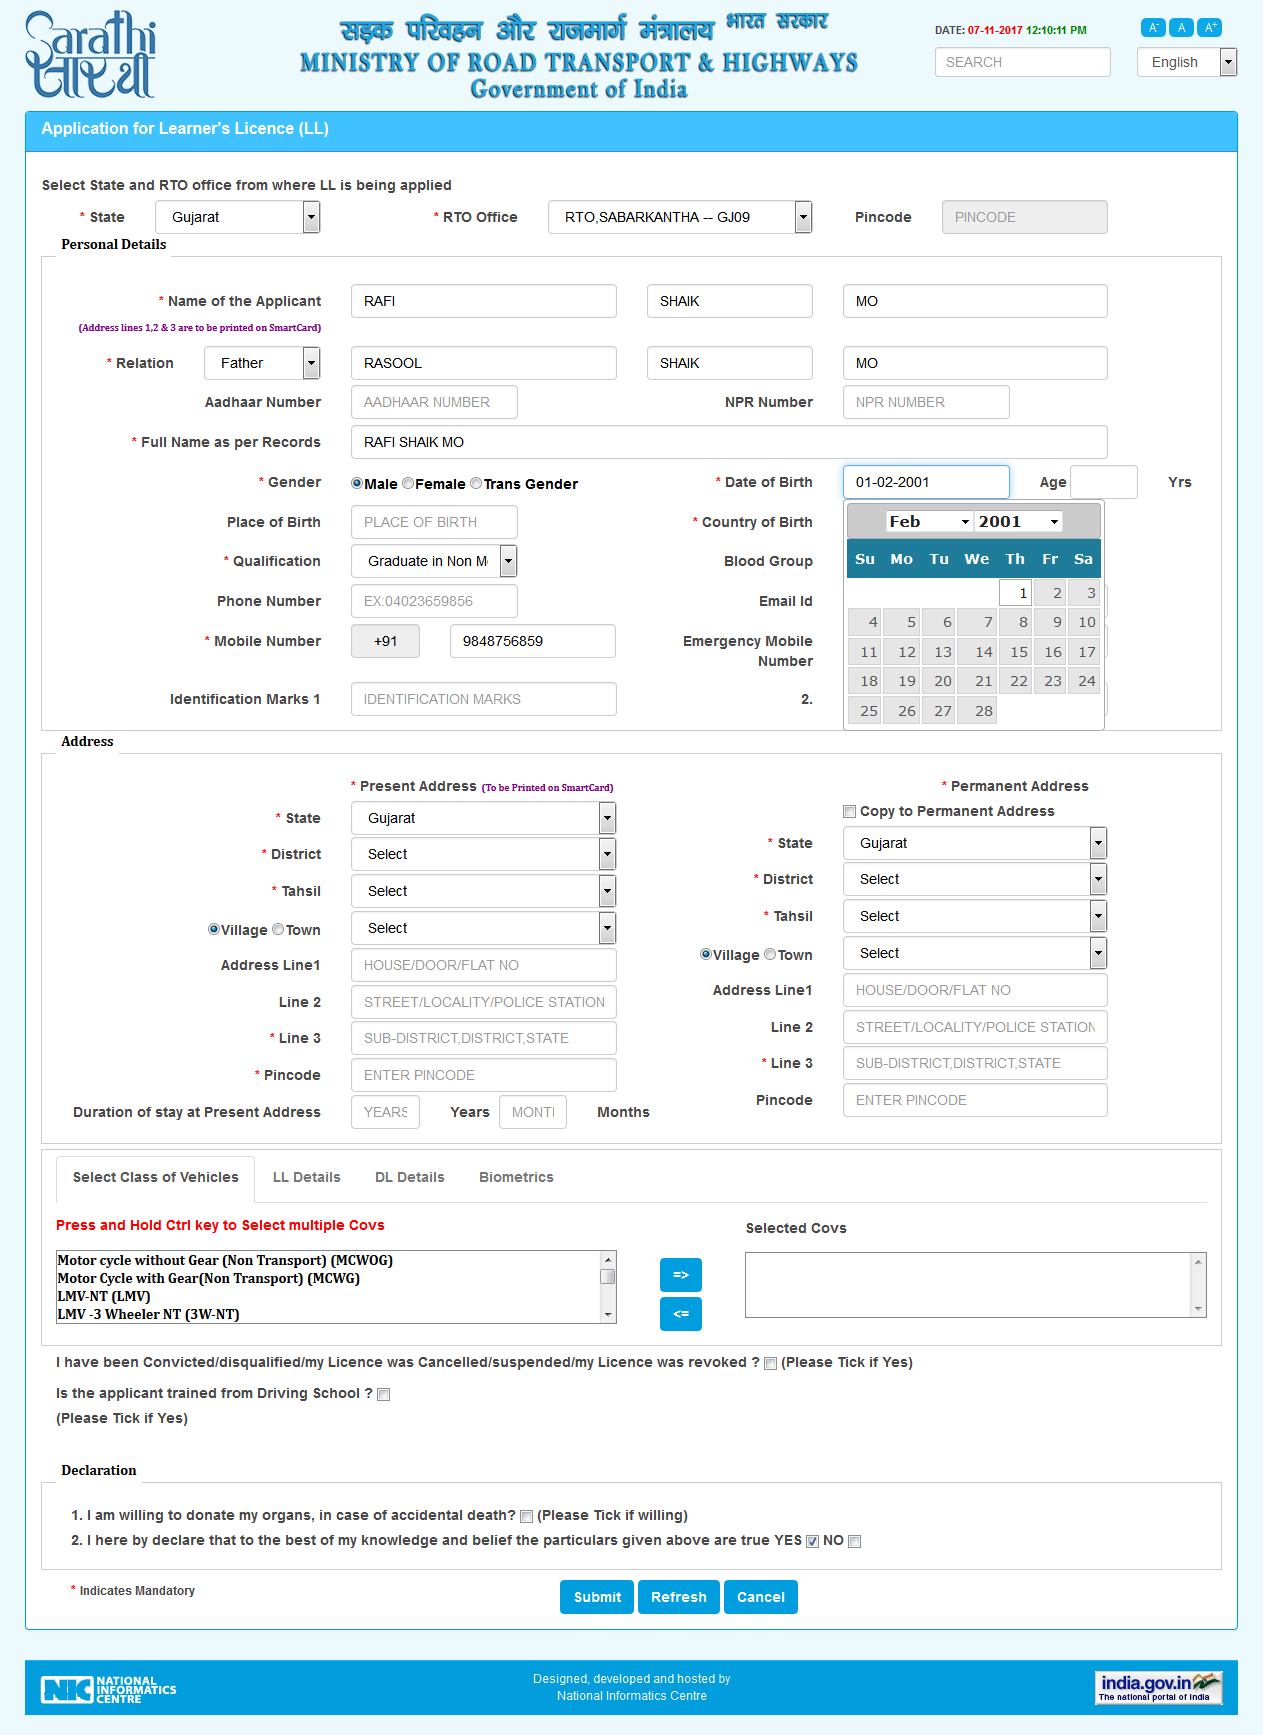 Sarathi
सारथी
सड़क परिवहन और राजमार्ग मंत्रालय भारत सरकार
MINISTRY OF ROAD TRANSPORT & HIGHWAYS
Government of India
DATE: 07-11-2017 12:10:11 PM
A- A A+
SEARCH English
Application for Learner's Licence (LL)
Select State and RTO office from where LL is being applied
* State Gujarat * RTO Office RTO,SABARKANTHA -- GJ09 Pincode PINCODE
Personal Details
* Name of the Applicant RAFI SHAIK MO
(Address lines 1,2 & 3 are to be printed on SmartCard)
* Relation Father RASOOL SHAIK MO
Aadhaar Number AADHAAR NUMBER NPR Number NPR NUMBER
* Full Name as per Records RAFI SHAIK MO
* Gender Male Female Trans Gender * Date of Birth 01-02-2001 Age Yrs
Place of Birth PLACE OF BIRTH * Country of Birth
Feb 2001
Su Mo Tu We Th Fr Sa
1 2 3
4 5 6 7 8 9 10
11 12 13 14 15 16 17
18 19 20 21 22 23 24
25 26 27 28
* Qualification Graduate in Non M Blood Group
Phone Number EX:04023659856 Email Id
* Mobile Number +91 9848756859 Emergency Mobile
Number
Identification Marks 1 IDENTIFICATION MARKS 2.
Address
* Present Address (To be Printed on SmartCard)
* State Gujarat
* District Select
* Tahsil Select
Village Town Select
Address Line1 HOUSE/DOOR/FLAT NO
Line 2 STREET/LOCALITY/POLICE STATION
* Line 3 SUB-DISTRICT,DISTRICT,STATE
* Pincode ENTER PINCODE
Duration of stay at Present Address YEARS Years MONTH Months
* Permanent Address
Copy to Permanent Address
* State Gujarat
* District Select
* Tahsil Select
Village Town Select
Address Line1 HOUSE/DOOR/FLAT NO
Line 2 STREET/LOCALITY/POLICE STATION
* Line 3 SUB-DISTRICT,DISTRICT,STATE
Pincode ENTER PINCODE
Select Class of Vehicles LL Details DL Details Biometrics
Press and Hold Ctrl key to Select multiple Covs
Motor cycle without Gear (Non Transport) (MCWOG)
Motor Cycle with Gear(Non Transport) (MCWG)
LMV-NT (LMV)
LMV -3 Wheeler NT (3W-NT)
=>
<=
Selected Covs
I have been Convicted/disqualified/my Licence was Cancelled/suspended/my Licence was revoked ? (Please Tick if Yes)
Is the applicant trained from Driving School ?
(Please Tick if Yes)
Declaration
1. I am willing to donate my organs, in case of accidental death? (Please Tick if willing)
2. I here by declare that to the best of my knowledge and belief the particulars given above are true YES NO
* Indicates Mandatory
Submit Refresh Cancel
NIC NATIONAL
INFORMATICS
CENTRE
Designed, developed and hosted by
National Informatics Centre
india.gov.in
The national portal of India